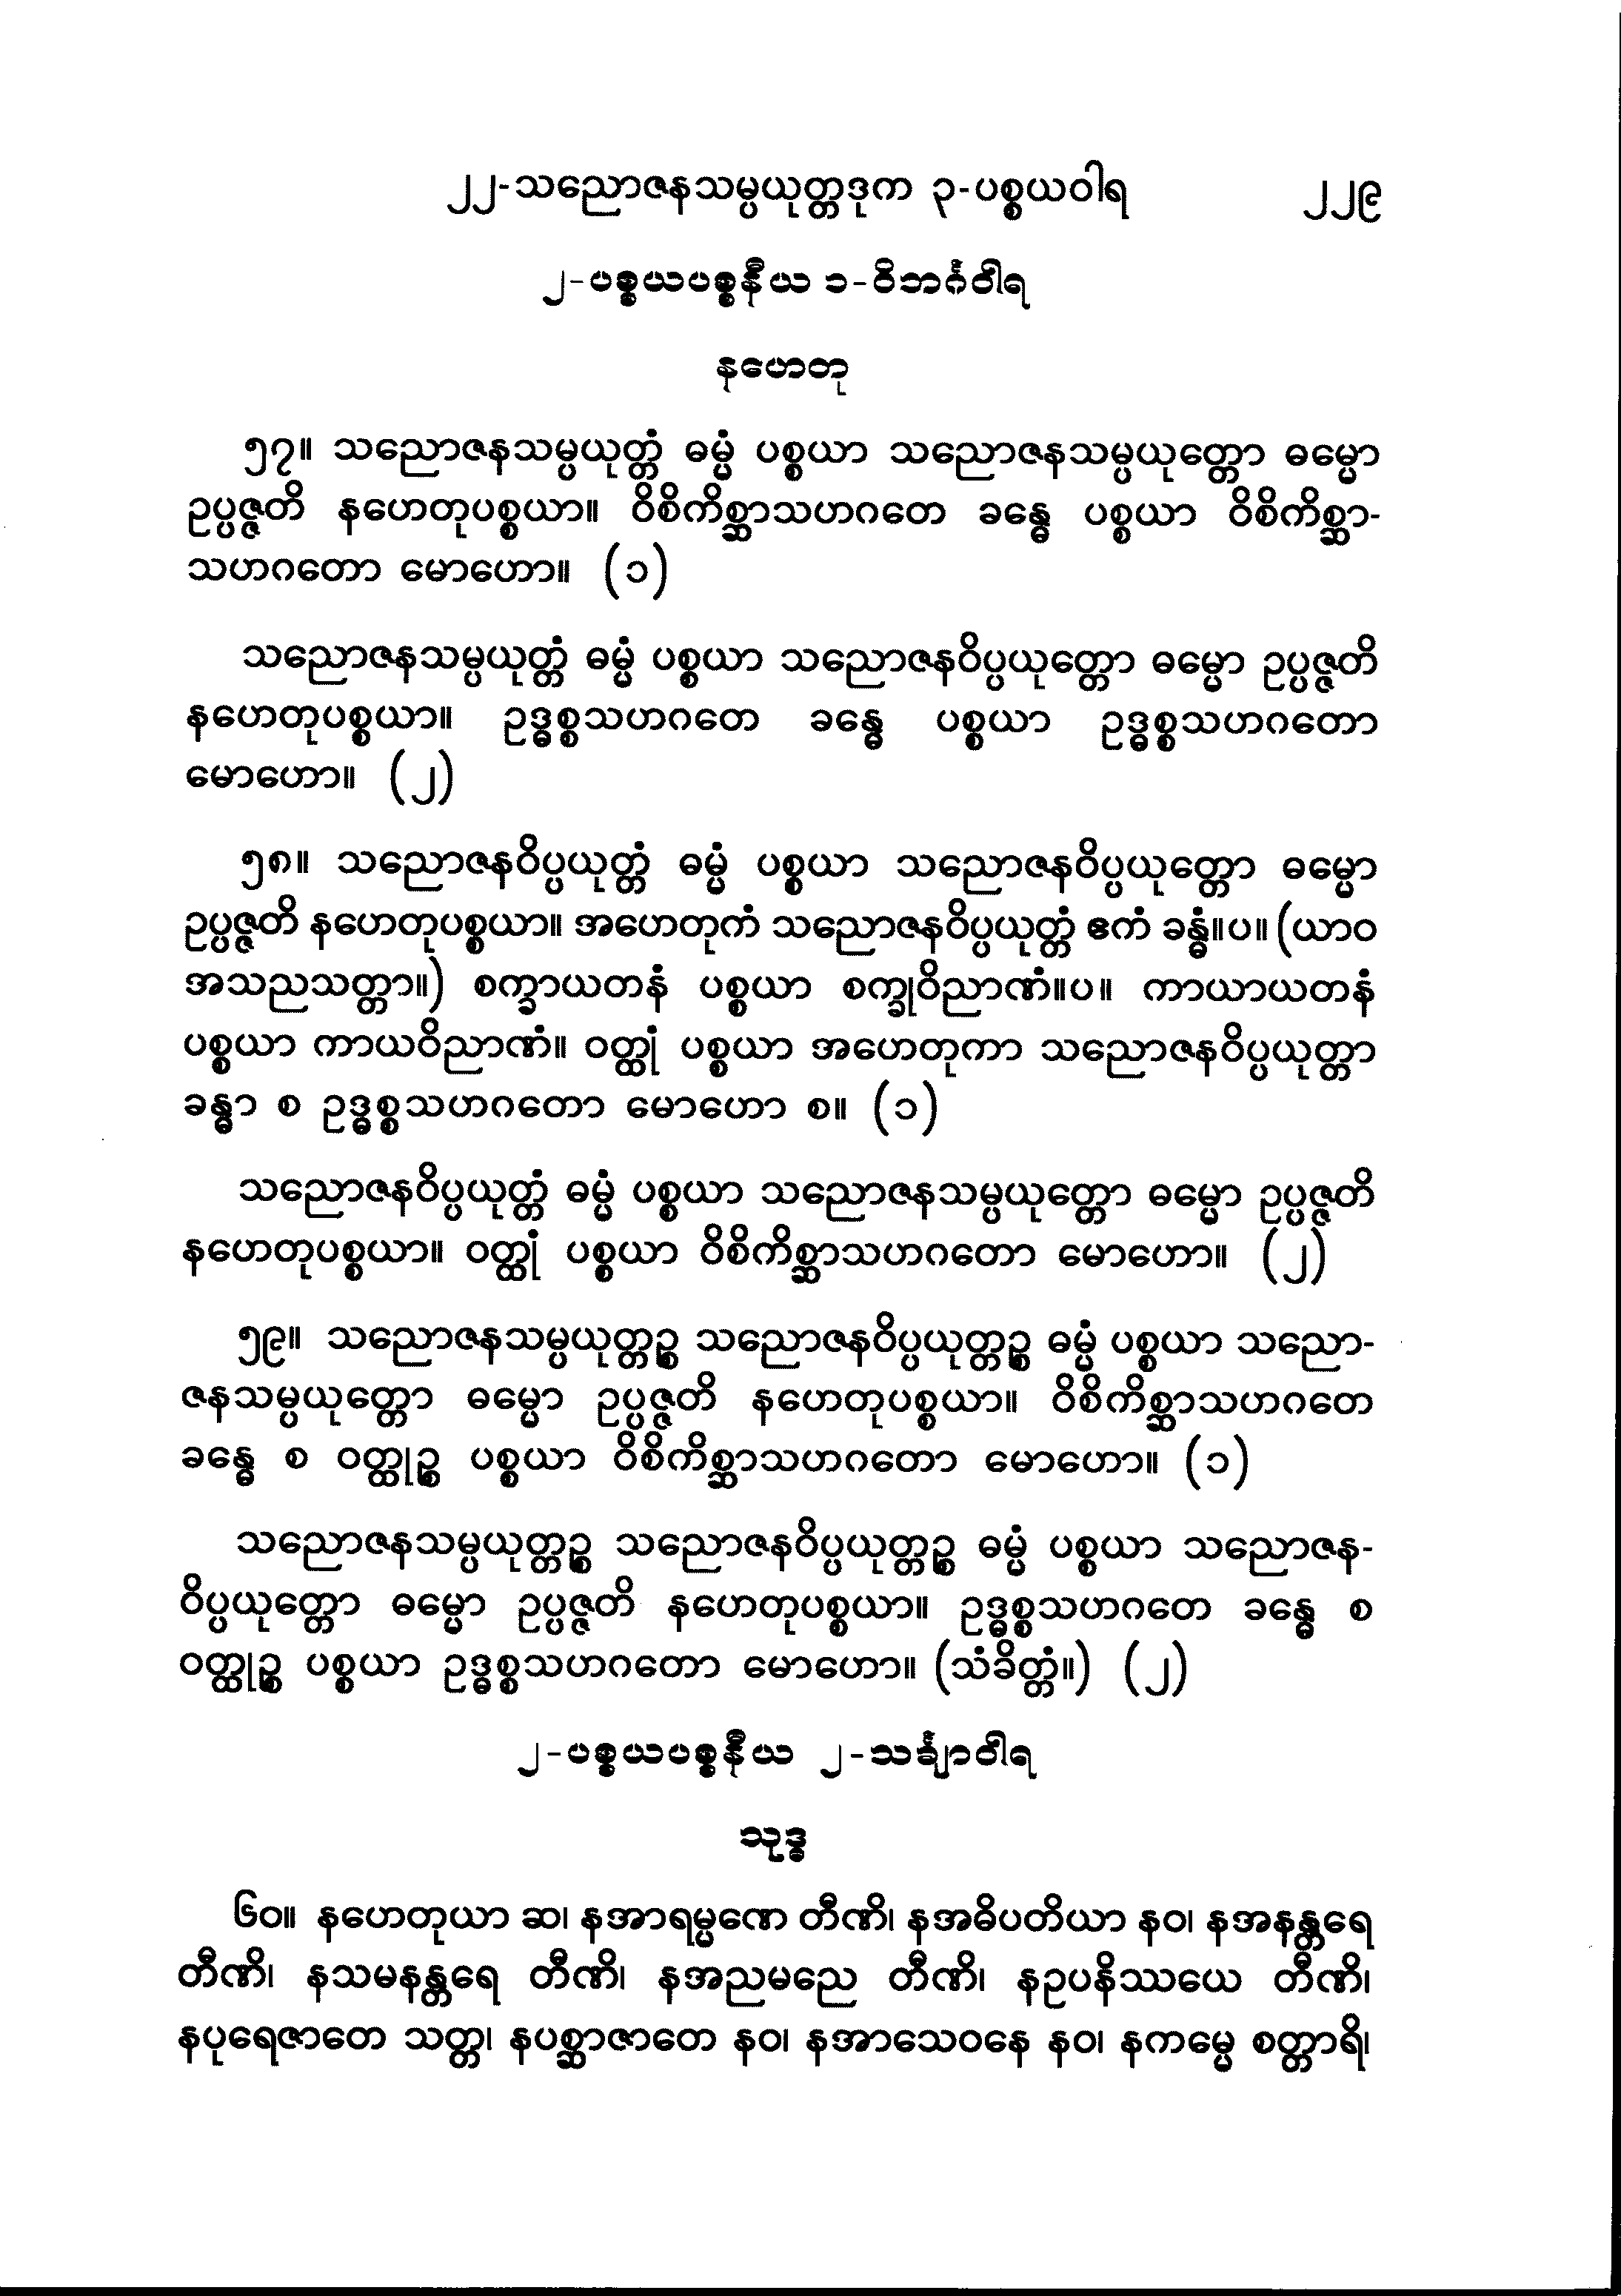 ၂၂-သညောဇနသမ္ပယုတ္တဒုက ၃-ပစ္စယဝါရ ၂၂၉
၂-ပစ္စယပစ္စနီယ ၁-ဝိဘင်္ဂဝါရ
နဟေတု
၅၇။ သညောဇနသမ္ပယုတ္တံ ဓမ္မံ ပစ္စယာ သညောဇနသမ္ပယုတ္တော ဓမ္မော
ဥပ္ပဇ္ဇတိ နဟေတုပစ္စယာ။ ဝိစိကိစ္ဆာသဟဂတေ ခန္ဓေ ပစ္စယာ ဝိစိကိစ္ဆာ-
သဟဂတော မောဟော။ (၁)
သညောဇနသမ္ပယုတ္တံ ဓမ္မံ ပစ္စယာ သညောဇနဝိပ္ပယုတ္တော ဓမ္မော ဥပ္ပဇ္ဇတိ
နဟေတုပစ္စယာ။ ဥဒ္ဓစ္စသဟဂတေ ခန္ဓေ ပစ္စယာ ဥဒ္ဓစ္စသဟဂတော
မောဟော။ (၂)
၅၈။ သညောဇနဝိပ္ပယုတ္တံ ဓမ္မံ ပစ္စယာ သညောဇနဝိပ္ပယုတ္တော ဓမ္မော
ဥပ္ပဇ္ဇတိ နဟေတုပစ္စယာ။ အဟေတုကံ သညောဇနဝိပ္ပယုတ္တံ ဧကံ ခန္ဓံ။ပ။ (ယာဝ
အသညသတ္တာ။) စက္ခာယတနံ ပစ္စယာ စက္ခုဝိညာဏံ။ပ။ ကာယာယတနံ
ပစ္စယာ ကာယဝိညာဏံ။ ဝတ္ထုံ ပစ္စယာ အဟေတုကာ သညောဇနဝိပ္ပယုတ္တာ
ခန္ဓာ စ ဥဒ္ဓစ္စသဟဂတော မောဟော စ။ (၁)
သညောဇနဝိပ္ပယုတ္တံ ဓမ္မံ ပစ္စယာ သညောဇနသမ္ပယုတ္တော ဓမ္မော ဥပ္ပဇ္ဇတိ
နဟေတုပစ္စယာ။ ဝတ္ထုံ ပစ္စယာ ဝိစိကိစ္ဆာသဟဂတော မောဟော။ (၂)
၅၉။ သညောဇနသမ္ပယုတ္တဉ္စ သညောဇနဝိပ္ပယုတ္တဉ္စ ဓမ္မံ ပစ္စယာ သညော-
ဇနသမ္ပယုတ္တော ဓမ္မော ဥပ္ပဇ္ဇတိ နဟေတုပစ္စယာ။ ဝိစိကိစ္ဆာသဟဂတေ
ခန္ဓေ စ ဝတ္ထုဉ္စ ပစ္စယာ ဝိစိကိစ္ဆာသဟဂတော မောဟော။ (၁)
သညောဇနသမ္ပယုတ္တဉ္စ သညောဇနဝိပ္ပယုတ္တဉ္စ ဓမ္မံ ပစ္စယာ သညောဇန-
ဝိပ္ပယုတ္တော ဓမ္မော ဥပ္ပဇ္ဇတိ နဟေတုပစ္စယာ။ ဥဒ္ဓစ္စသဟဂတေ ခန္ဓေ စ
ဝတ္ထုဉ္စ ပစ္စယာ ဥဒ္ဓစ္စသဟဂတော မောဟော။ (သံခိတ္တံ။) (၂)
၂-ပစ္စယပစ္စနီယ ၂-သင်္ချာဝါရ
သုဒ္ဓ
၆၀။ နဟေတုယာ ဆ၊ နအာရမ္မဏေ တီဏိ၊ နအဓိပတိယာ နဝ၊ နအနန္တရေ
တီဏိ၊ နသမနန္တရေ တီဏိ၊ နအညမညေ တီဏိ၊ နဥပနိဿယေ တီဏိ၊
နပုရေဇာတေ သတ္တ၊ နပစ္ဆာဇာတေ နဝ၊ နအာသေဝနေ နဝ၊ နကမ္မေ စတ္တာရိ၊